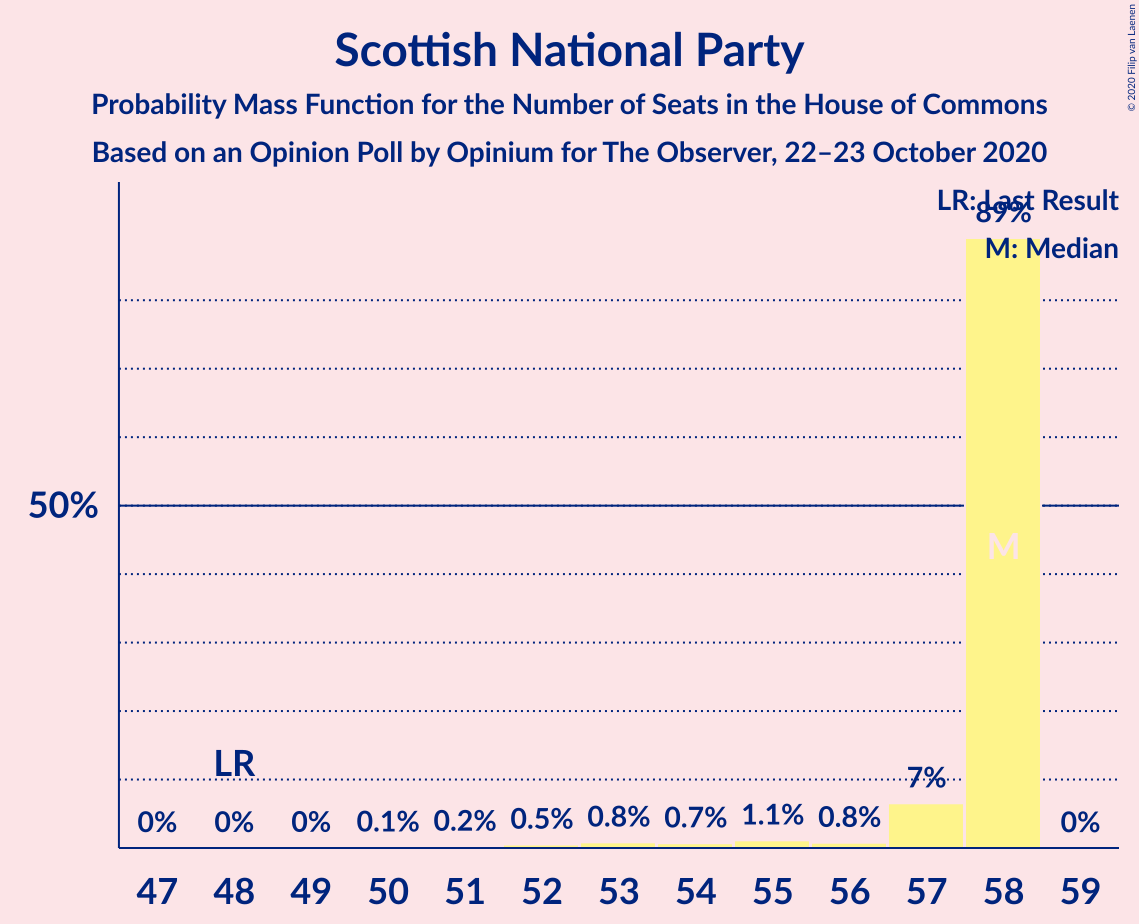 Scottish National Party
Probability Mass Function for the Number of Seats in the House of Commons
Based on an Opinion Poll by Opinium for The Observer, 22–23 October 2020
© 2020 Filip van Laenen
LR: Last Result
M: Median
89%
50%
M
LR
7%
0% 0% 0% 0.1% 0.2% 0.5% 0.8% 0.7% 1.1% 0.8% 0%
47 48 49 50 51 52 53 54 55 56 57 58 59